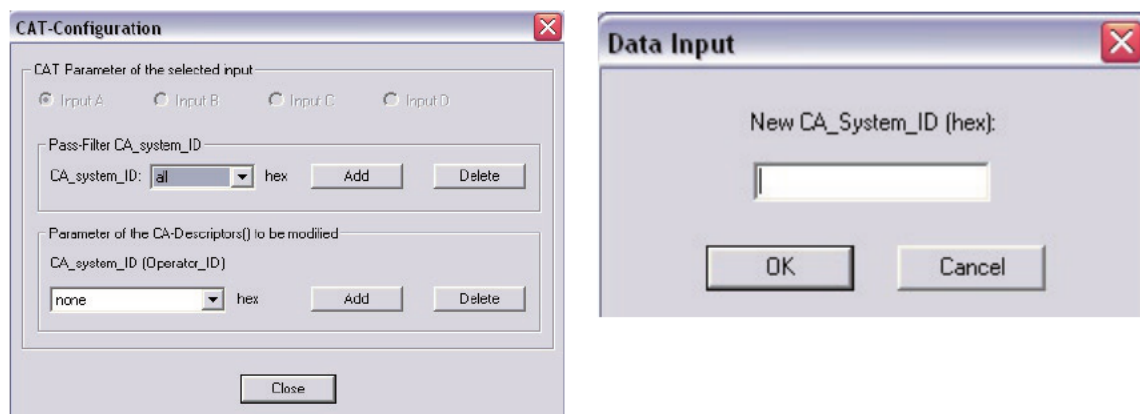 CAT-Configuration
CAT Parameter of the selected input
Input A Input B Input C Input D
Pass-Filter CA_system_ID
CA_system_ID: all hex Add Delete
Parameter of the CA-Descriptors() to be modified
CA_system_ID (Operator_ID)
none hex Add Delete
Close
Data Input
New CA_System_ID (hex):
OK Cancel